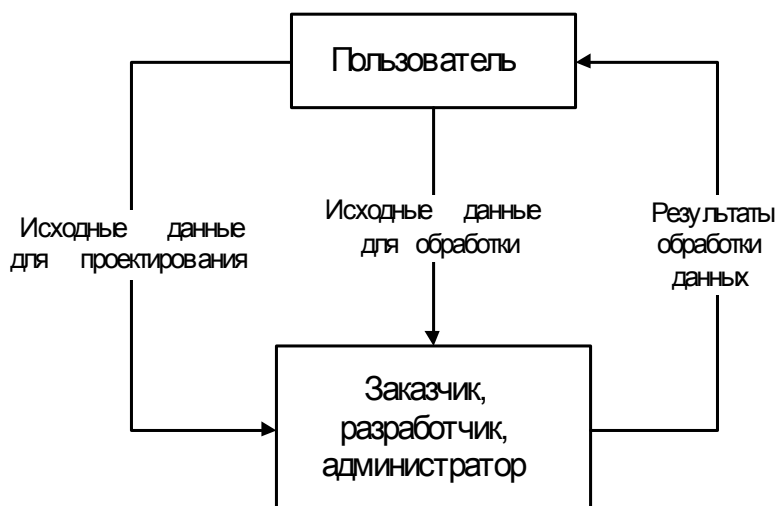 Пользователь
Исходные данные
для проектирования
Исходные данные
для обработки
Результаты
обработки
данных
Заказчик,
разработчик,
администратор